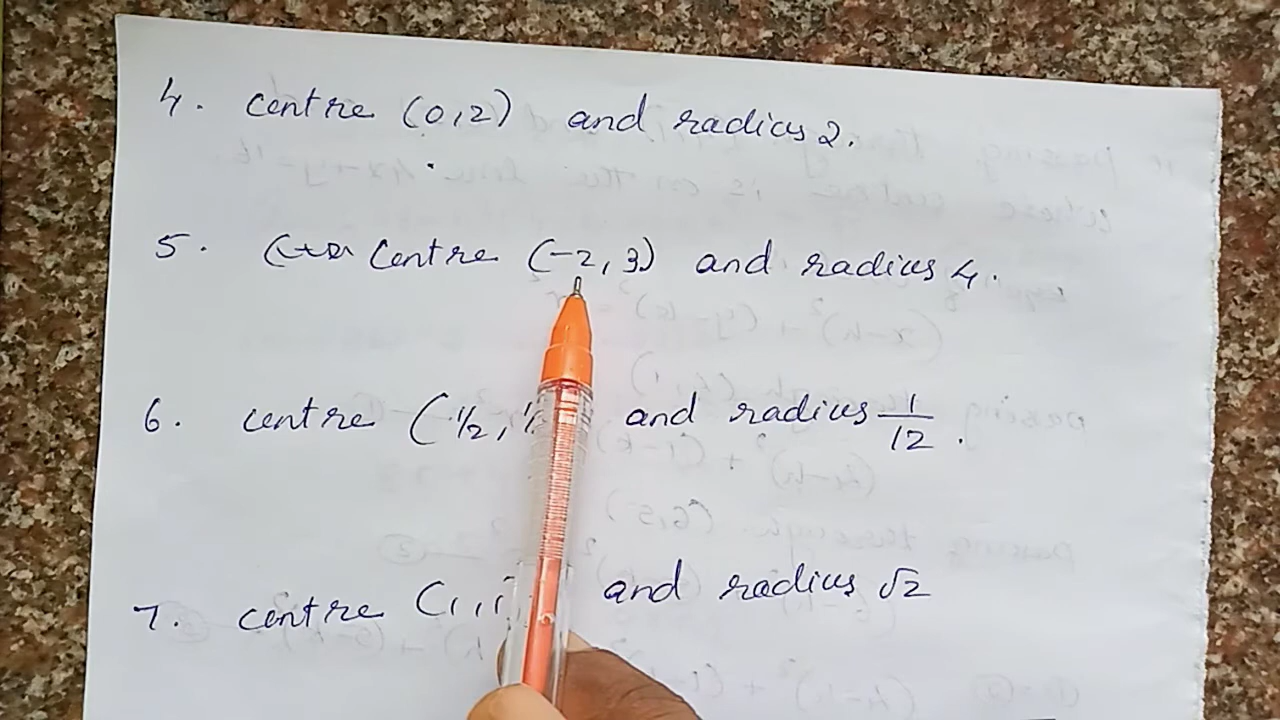 4. centre (0,2) and radius 2.
5. centre (-2, 3) and radius 4.
6. centre (1/2, and radius 1/12.
7. centre (1, and radius √2